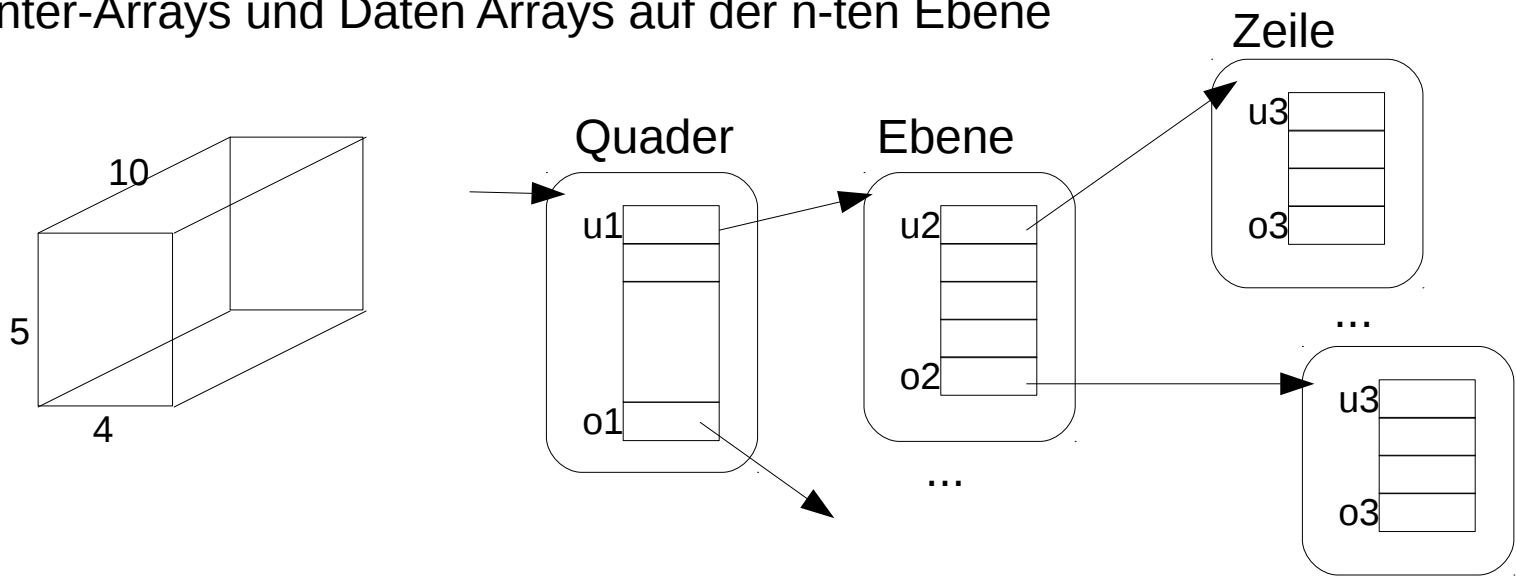 nter-Arrays und Daten Arrays auf der n-ten Ebene
Zeile
u3
o3
...
Quader
Ebene
10
u1
u2
5
o2
o1
4
...
u3
o3